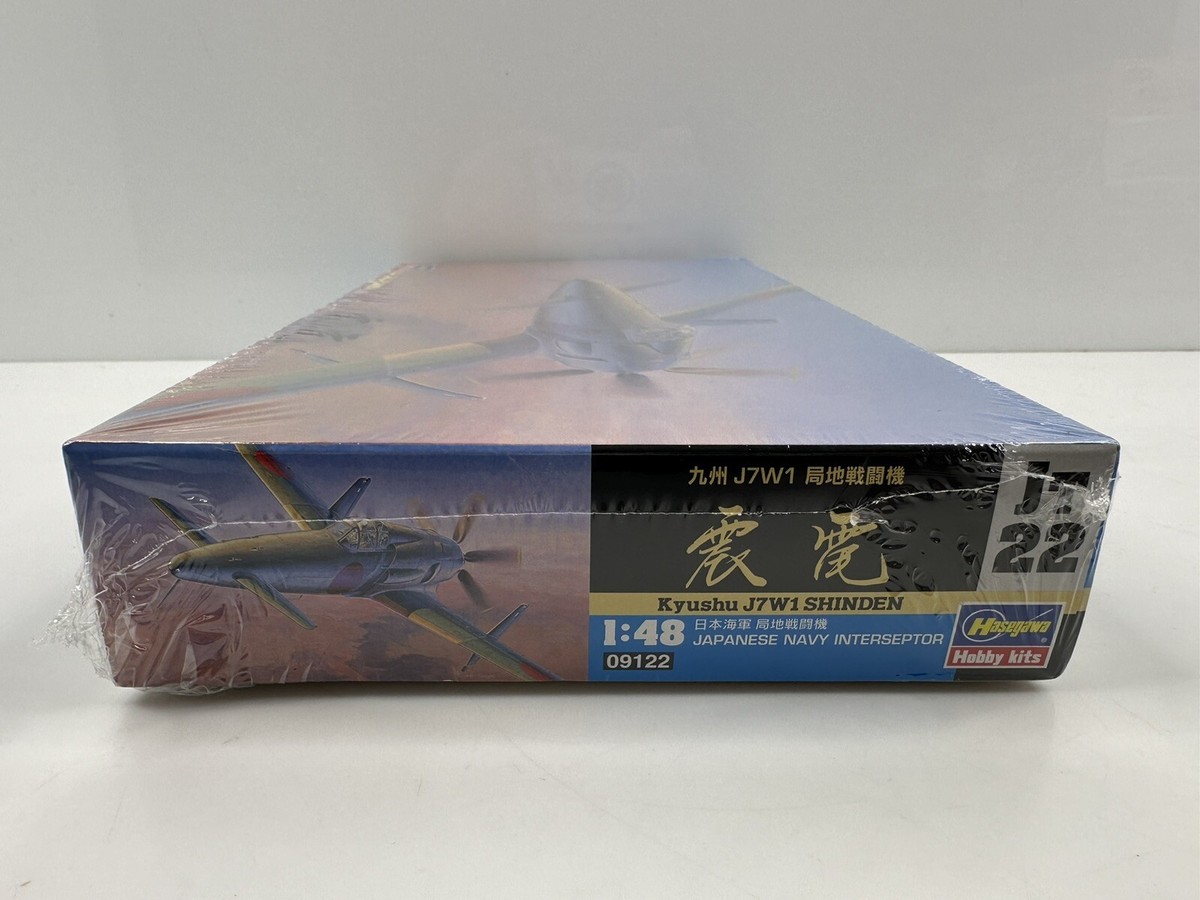 九州 J7W1 局地戦闘機
震電
Kyushu J7W1 SHINDEN
1:48
日本海軍 局地戦闘機
JAPANESE NAVY INTERSEPTOR
09122
Jt
22
Hasegawa
Hobby kits